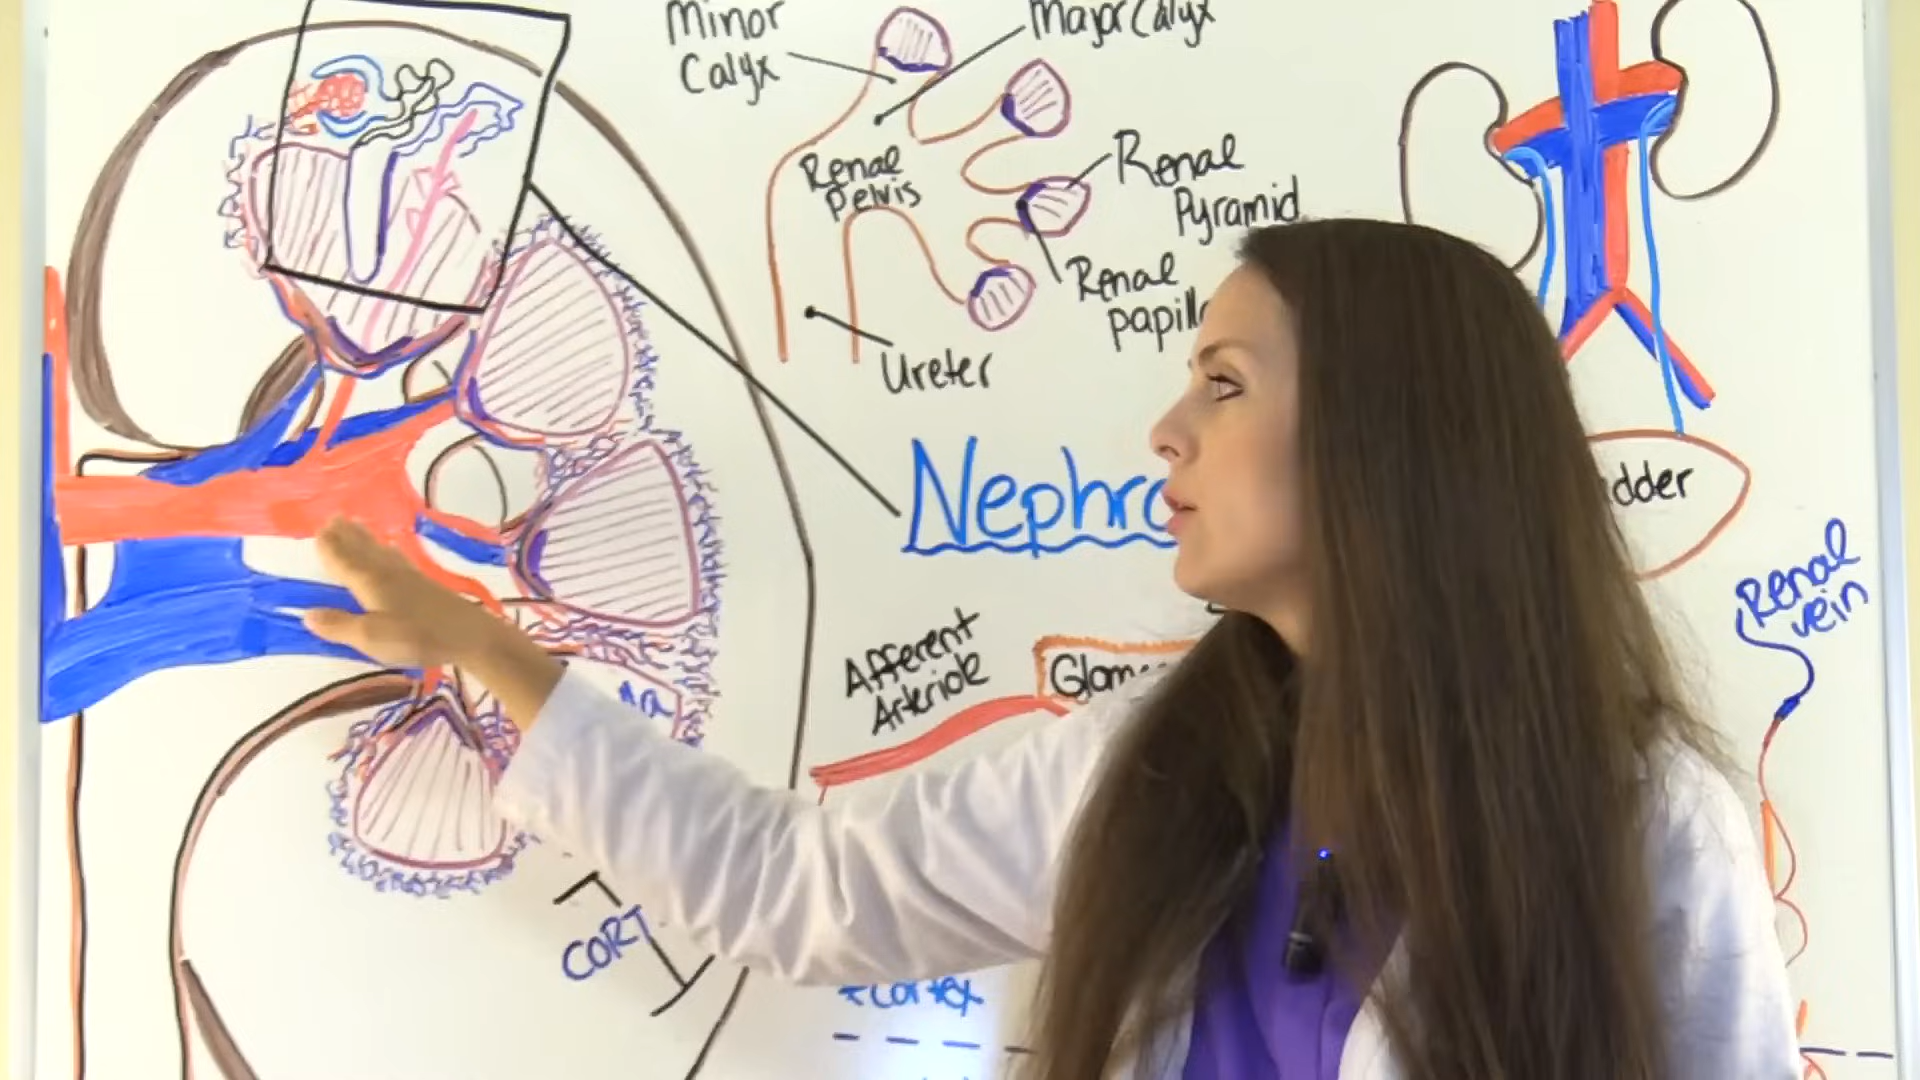 Minor
Calyx
Major Calyx
Renal
Pelvis
Renal
Pyramid
Renal
papill
Ureter
Nephro
dder
Renal
vein
Afferent
Arteriole
Glom
CORT
Cortex